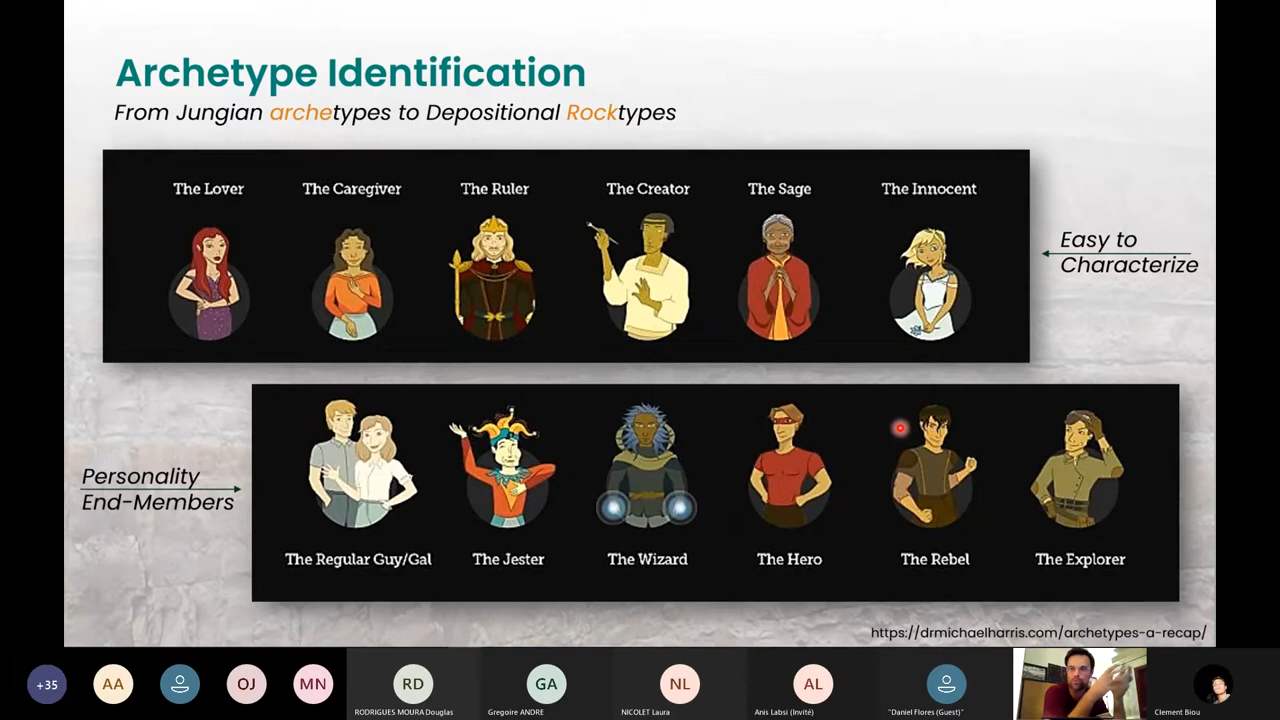 Archetype Identification
From Jungian archetypes to Depositional Rocktypes
The Lover The Caregiver The Ruler The Creator The Sage The Innocent
Easy to
Characterize
Personality
End-Members
The Regular Guy/Gal The Jester The Wizard The Hero The Rebel The Explorer
https://drmichaelharris.com/archetypes-a-recap/
+35 AA OJ MN RD GA NL AL
RODRIGUES MOURA Douglas Gregoire ANDRE NICOLET Laura Anis Labsi (Invité) "Daniel Flores (Guest)" Clement Biou